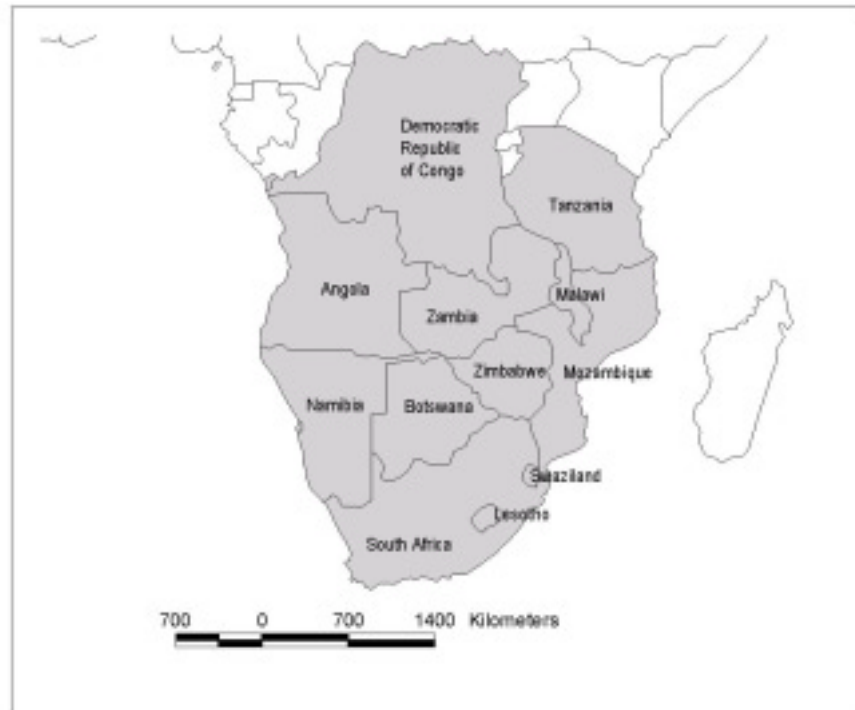 Democratic
Republic
of Congo
Tanzania
Angola
Malawi
Zambia
Zimbabwe
Mozambique
Namibia
Botswana
Swaziland
Lesotho
South Africa
700 0 700 1400 Kilometers